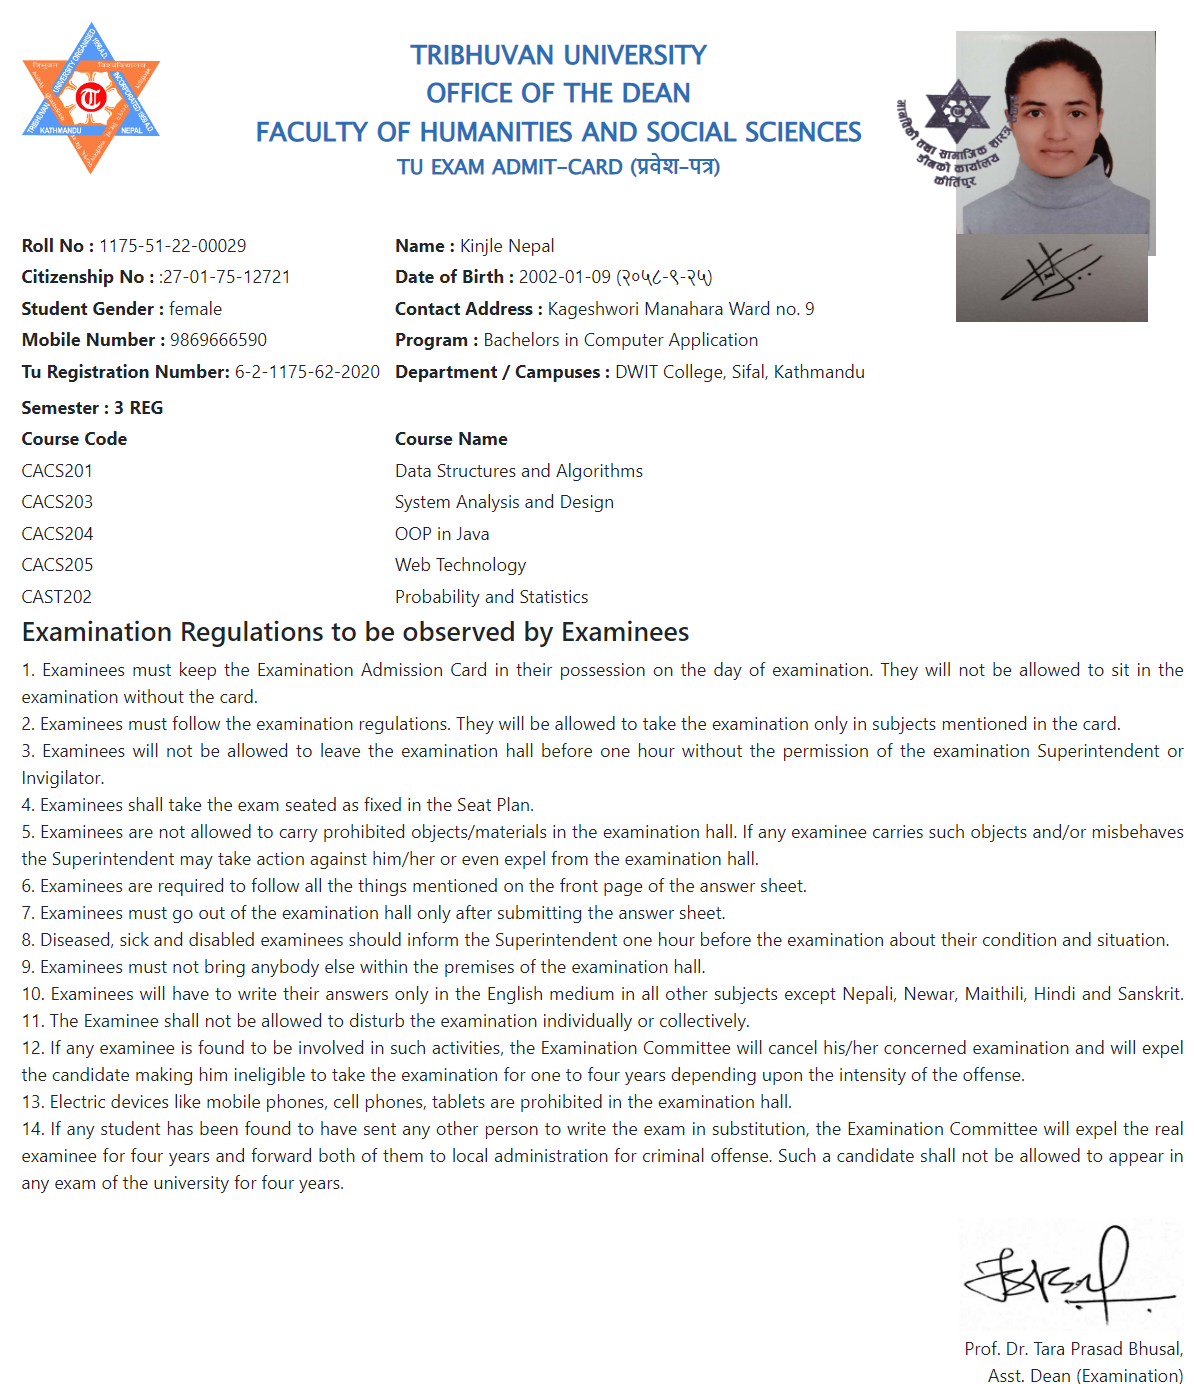 TRIBHUVAN UNIVERSITY ORGANISED
INCORPORATED 1959 A.D.
त्रिभुवन विश्वविद्यालय
KATHMANDU NEPAL
TRIBHUVAN UNIVERSITY
OFFICE OF THE DEAN
FACULTY OF HUMANITIES AND SOCIAL SCIENCES
TU EXAM ADMIT-CARD (प्रवेश-पत्र)
मानविकी तथा सामाजिक शास्त्र
डीनको कार्यालय
कीर्तिपुर
Roll No : 1175-51-22-00029 Name : Kinjle Nepal
Citizenship No : :27-01-75-12721 Date of Birth : 2002-01-09 (२०५८-९-२५)
Student Gender : female Contact Address : Kageshwori Manahara Ward no. 9
Mobile Number : 9869666590 Program : Bachelors in Computer Application
Tu Registration Number: 6-2-1175-62-2020 Department / Campuses : DWIT College, Sifal, Kathmandu
Semester : 3 REG
Course Code Course Name
CACS201 Data Structures and Algorithms
CACS203 System Analysis and Design
CACS204 OOP in Java
CACS205 Web Technology
CAST202 Probability and Statistics
Examination Regulations to be observed by Examinees
1. Examinees must keep the Examination Admission Card in their possession on the day of examination. They will not be allowed to sit in the
examination without the card.
2. Examinees must follow the examination regulations. They will be allowed to take the examination only in subjects mentioned in the card.
3. Examinees will not be allowed to leave the examination hall before one hour without the permission of the examination Superintendent or
Invigilator.
4. Examinees shall take the exam seated as fixed in the Seat Plan.
5. Examinees are not allowed to carry prohibited objects/materials in the examination hall. If any examinee carries such objects and/or misbehaves
the Superintendent may take action against him/her or even expel from the examination hall.
6. Examinees are required to follow all the things mentioned on the front page of the answer sheet.
7. Examinees must go out of the examination hall only after submitting the answer sheet.
8. Diseased, sick and disabled examinees should inform the Superintendent one hour before the examination about their condition and situation.
9. Examinees must not bring anybody else within the premises of the examination hall.
10. Examinees will have to write their answers only in the English medium in all other subjects except Nepali, Newar, Maithili, Hindi and Sanskrit.
11. The Examinee shall not be allowed to disturb the examination individually or collectively.
12. If any examinee is found to be involved in such activities, the Examination Committee will cancel his/her concerned examination and will expel
the candidate making him ineligible to take the examination for one to four years depending upon the intensity of the offense.
13. Electric devices like mobile phones, cell phones, tablets are prohibited in the examination hall.
14. If any student has been found to have sent any other person to write the exam in substitution, the Examination Committee will expel the real
examinee for four years and forward both of them to local administration for criminal offense. Such a candidate shall not be allowed to appear in
any exam of the university for four years.
Prof. Dr. Tara Prasad Bhusal,
Asst. Dean (Examination)